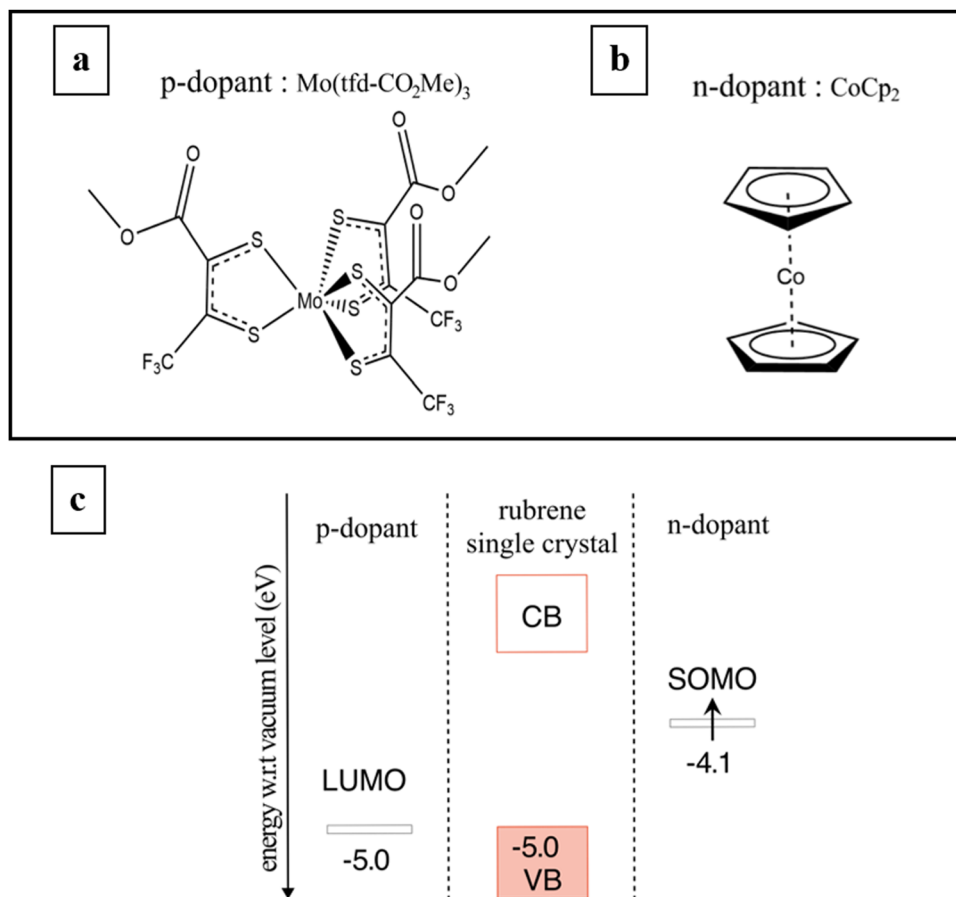 a
p-dopant : Mo(tfd-CO₂Me)₃
O
O
S
S
Mo
F₃C
O
O
S
S
CF₃
O
O
S
S
CF₃
b
n-dopant : CoCp₂
Co
c
energy w.r.t vacuum level (eV)
p-dopant
LUMO
-5.0
rubrene
single crystal
CB
-5.0
VB
n-dopant
SOMO
-4.1